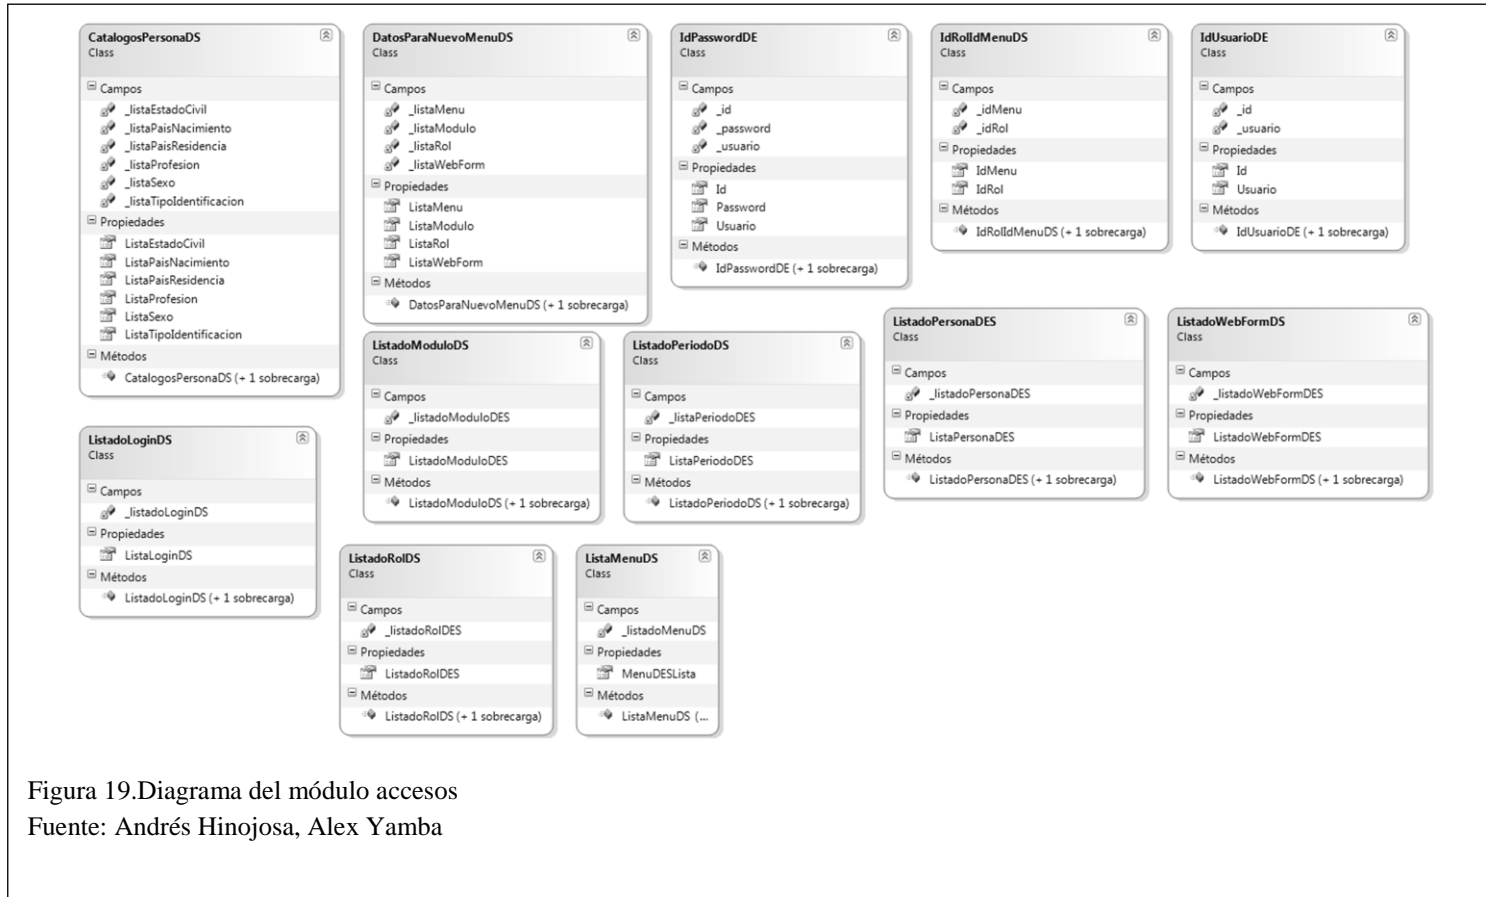 CatalogosPersonaDS
Class
Campos
_listaEstadoCivil
_listaPaisNacimiento
_listaPaisResidencia
_listaProfesion
_listaSexo
_listaTipoIdentificacion
Propiedades
ListaEstadoCivil
ListaPaisNacimiento
ListaPaisResidencia
ListaProfesion
ListaSexo
ListaTipoIdentificacion
Métodos
CatalogosPersonaDS (+ 1 sobrecarga)
DatosParaNuevoMenuDS
Class
Campos
_listaMenu
_listaModulo
_listaRol
_listaWebForm
Propiedades
ListaMenu
ListaModulo
ListaRol
ListaWebForm
Métodos
DatosParaNuevoMenuDS (+ 1 sobrecarga)
IdPasswordDE
Class
Campos
_id
_password
_usuario
Propiedades
Id
Password
Usuario
Métodos
IdPasswordDE (+ 1 sobrecarga)
IdRolIdMenuDS
Class
Campos
_idMenu
_idRol
Propiedades
IdMenu
IdRol
Métodos
IdRolIdMenuDS (+ 1 sobrecarga)
IdUsuarioDE
Class
Campos
_id
_usuario
Propiedades
Id
Usuario
Métodos
IdUsuarioDE (+ 1 sobrecarga)
ListadoModuloDS
Class
Campos
_listadoModuloDES
Propiedades
ListadoModuloDES
Métodos
ListadoModuloDS (+ 1 sobrecarga)
ListadoPeriodoDS
Class
Campos
_listaPeriodoDES
Propiedades
ListaPeriodoDES
Métodos
ListadoPeriodoDS (+ 1 sobrecarga)
ListadoPersonaDES
Class
Campos
_listadoPersonaDES
Propiedades
ListaPersonaDES
Métodos
ListadoPersonaDES (+ 1 sobrecarga)
ListadoWebFormDS
Class
Campos
_listadoWebFormDES
Propiedades
ListadoWebFormDES
Métodos
ListadoWebFormDS (+ 1 sobrecarga)
ListadoLoginDS
Class
Campos
_listadoLoginDS
Propiedades
ListaLoginDS
Métodos
ListadoLoginDS (+ 1 sobrecarga)
ListadoRolDS
Class
Campos
_listadoRolDES
Propiedades
ListadoRolDES
Métodos
ListadoRolDS (+ 1 sobrecarga)
ListaMenuDS
Class
Campos
_listadoMenuDS
Propiedades
MenuDESLista
Métodos
ListaMenuDS (...
Figura 19.Diagrama del módulo accesos
Fuente: Andrés Hinojosa, Alex Yamba